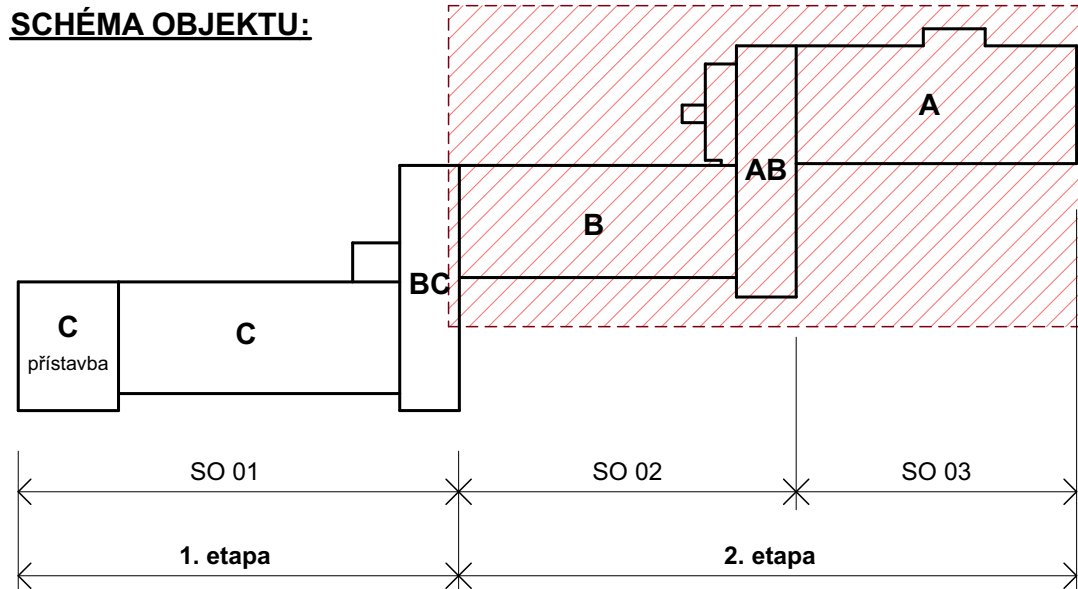 SCHÉMA OBJEKTU:
A
AB
B
BC
C
přístavba
C
SO 01
SO 02
SO 03
1. etapa
2. etapa